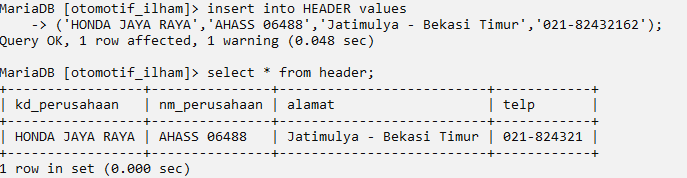 MariaDB [otomotif_ilham]> insert into HEADER values
    -> ('HONDA JAYA RAYA','AHASS 06488','Jatimulya - Bekasi Timur','021-82432162');
Query OK, 1 row affected, 1 warning (0.048 sec)

MariaDB [otomotif_ilham]> select * from header;
+-----------------+---------------+--------------------------+------------+
| kd_perusahaan   | nm_perusahaan | alamat                   | telp       |
+-----------------+---------------+--------------------------+------------+
| HONDA JAYA RAYA | AHASS 06488   | Jatimulya - Bekasi Timur | 021-824321 |
+-----------------+---------------+--------------------------+------------+
1 row in set (0.000 sec)